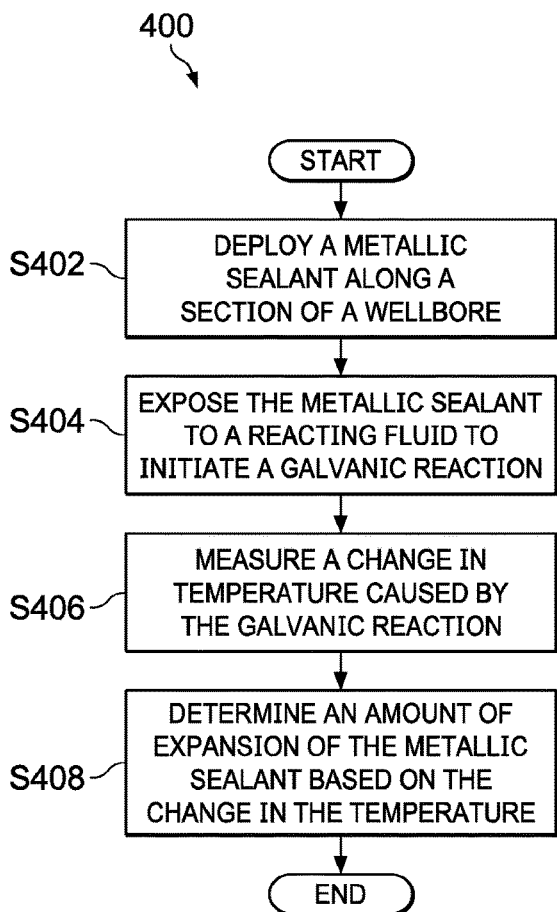 400
START
S402
DEPLOY A METALLIC
SEALANT ALONG A
SECTION OF A WELLBORE
S404
EXPOSE THE METALLIC SEALANT
TO A REACTING FLUID TO
INITIATE A GALVANIC REACTION
S406
MEASURE A CHANGE IN
TEMPERATURE CAUSED BY
THE GALVANIC REACTION
S408
DETERMINE AN AMOUNT OF
EXPANSION OF THE METALLIC
SEALANT BASED ON THE
CHANGE IN THE TEMPERATURE
END